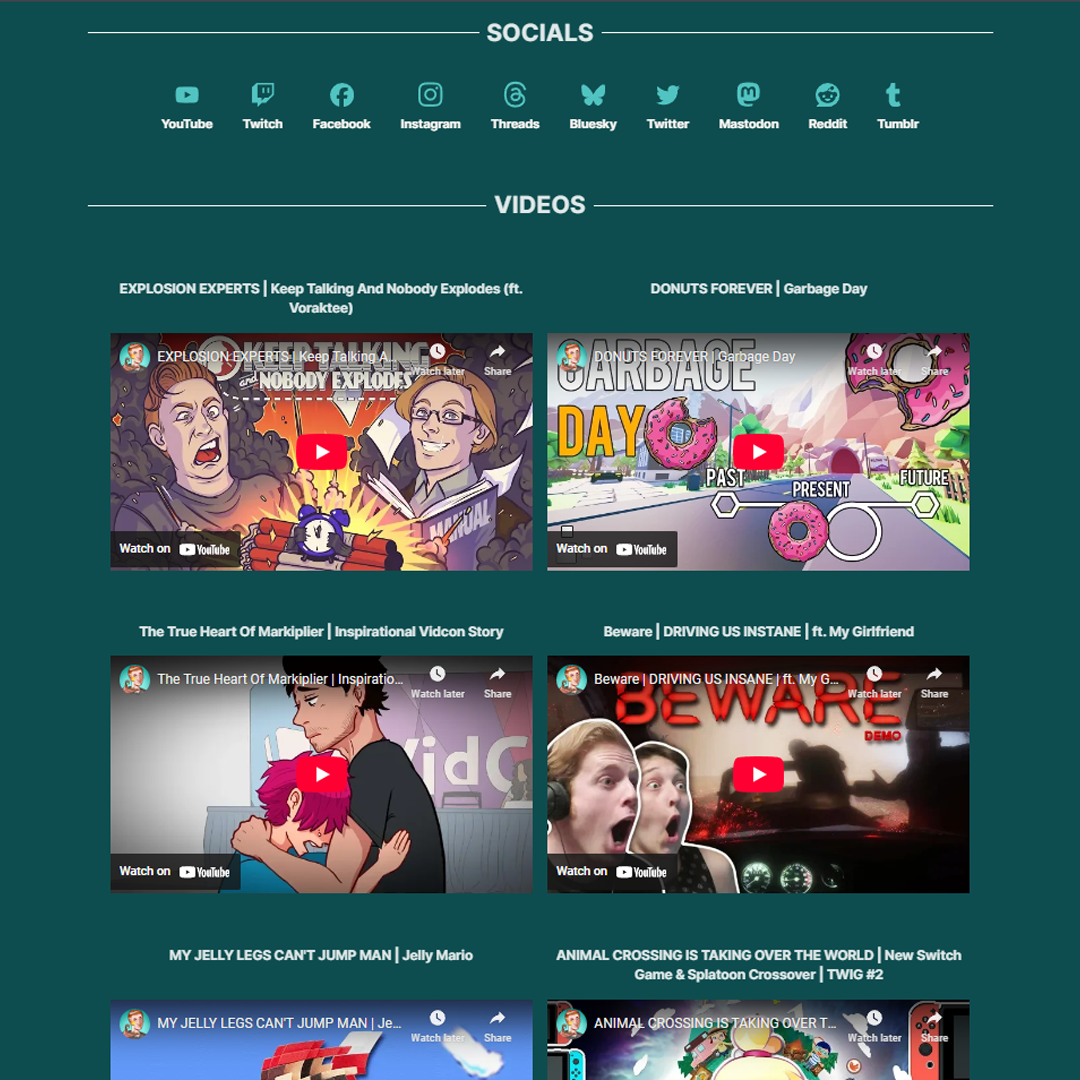 SOCIALS
YouTube Twitch Facebook Instagram Threads Bluesky Twitter Mastodon Reddit Tumblr
VIDEOS
EXPLOSION EXPERTS | Keep Talking And Nobody Explodes (ft.
Voraktee)
EXPLOSION EXPERTS | Keep Talking A...
Watch later
Share
KEEP TALKING
and NOBODY EXPLODES
MANUAL
Watch on YouTube
DONUTS FOREVER | Garbage Day
DONUTS FOREVER | Garbage Day
Watch later
Share
GARBAGE
DAY
PAST
PRESENT
FUTURE
Watch on YouTube
The True Heart Of Markiplier | Inspirational Vidcon Story
The True Heart Of Markiplier | Inspiratio...
Watch later
Share
VidC
Watch on YouTube
Beware | DRIVING US INSTANE | ft. My Girlfriend
Beware | DRIVING US INSANE | ft. My G...
Watch later
Share
BEWARE
DEMO
Watch on YouTube
MY JELLY LEGS CAN'T JUMP MAN | Jelly Mario
MY JELLY LEGS CAN'T JUMP MAN | Je...
Watch later
Share
ANIMAL CROSSING IS TAKING OVER THE WORLD | New Switch
Game & Splatoon Crossover | TWIG #2
ANIMAL CROSSING IS TAKING OVER T...
Watch later
Share